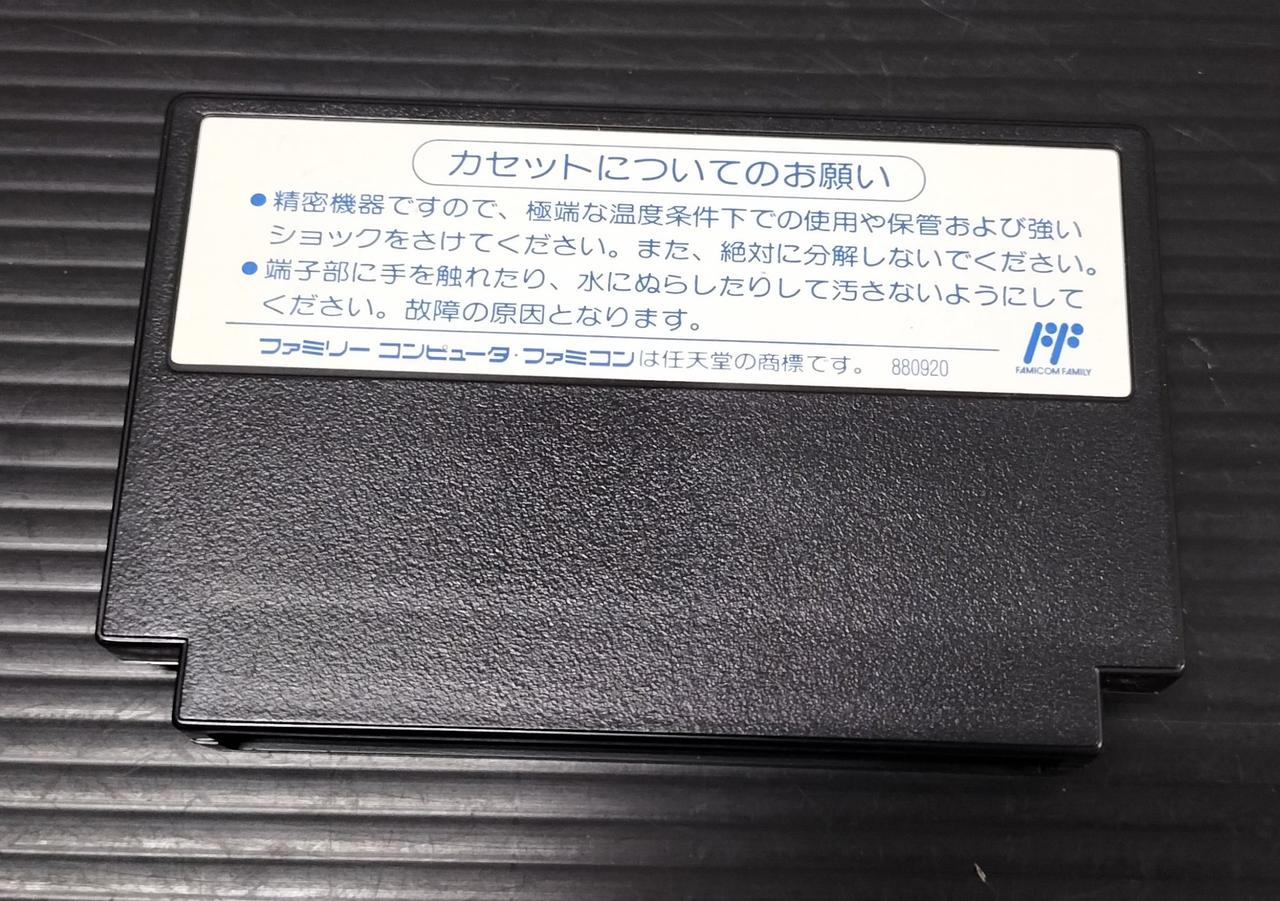 カセットについてのお願い
●精密機器ですので、極端な温度条件下での使用や保管および強い
ショックをさけてください。また、絶対に分解しないでください。
●端子部に手を触れたり、水にぬらしたりして汚さないようにして
ください。故障の原因となります。
ファミリー コンピュータ・ファミコンは任天堂の商標です。 880920
FAMICOM FAMILY